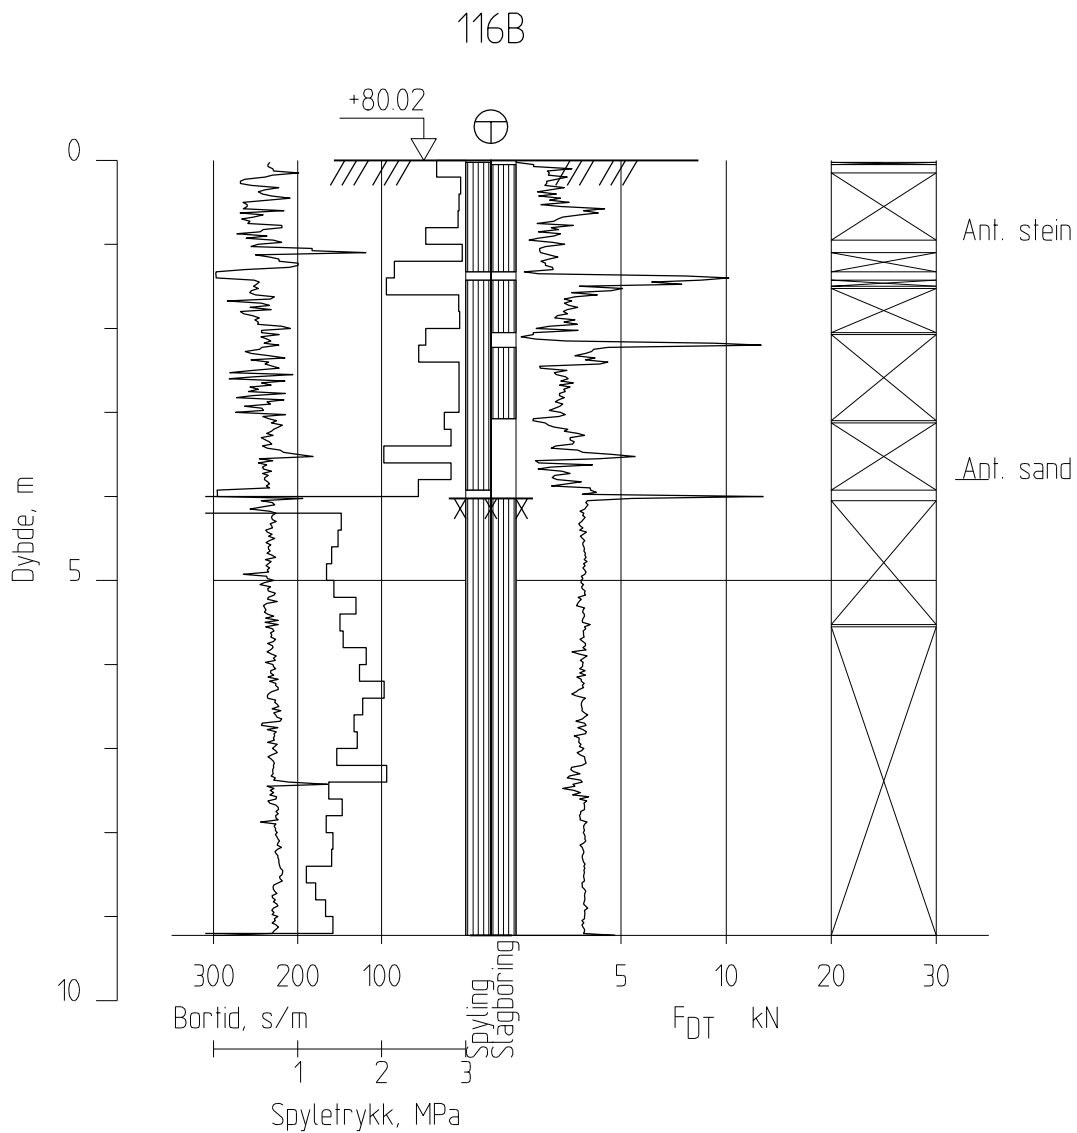 116B
+80.02
0
Ant. stein
Ant. sand
Dybde, m
5
10
300 200 100 5 10 20 30
Bortid, s/m
Spyling
Slagboring
FDT kN
1 2 3
Spyletrykk, MPa